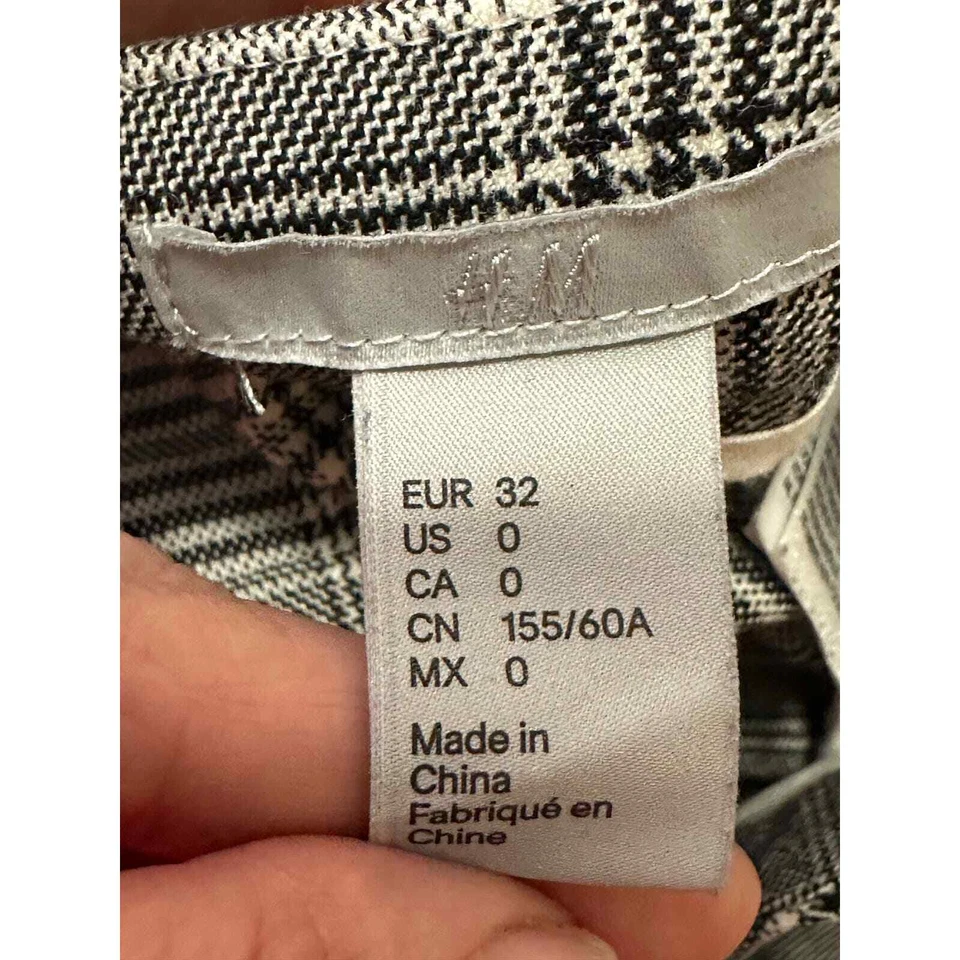 H&M
EUR 32
US 0
CA 0
CN 155/60A
MX 0
Made in
China
Fabriqué en
Chine